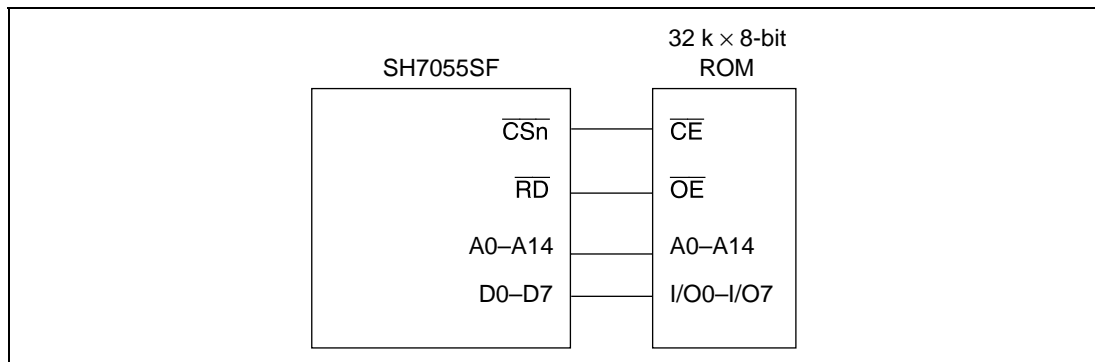 32 k × 8-bit
SH7055SF ROM
CSn CE
RD OE
A0–A14 A0–A14
D0–D7 I/O0–I/O7